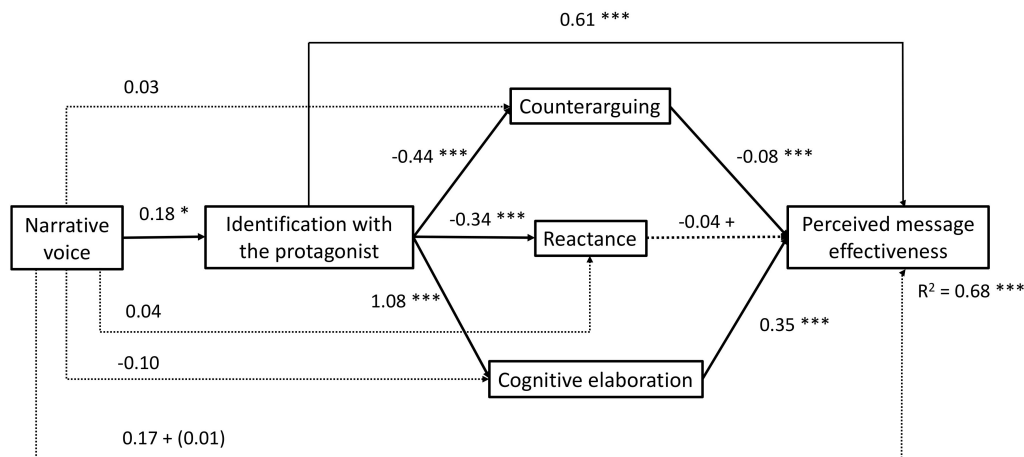 0.61 ***
0.03
Counterarguing
-0.44 ***
-0.08 ***
Narrative
voice
0.18 *
Identification with
the protagonist
-0.34 ***
Reactance
-0.04 +
Perceived message
effectiveness
R² = 0.68 ***
1.08 ***
0.04
0.35 ***
-0.10
Cognitive elaboration
0.17 + (0.01)